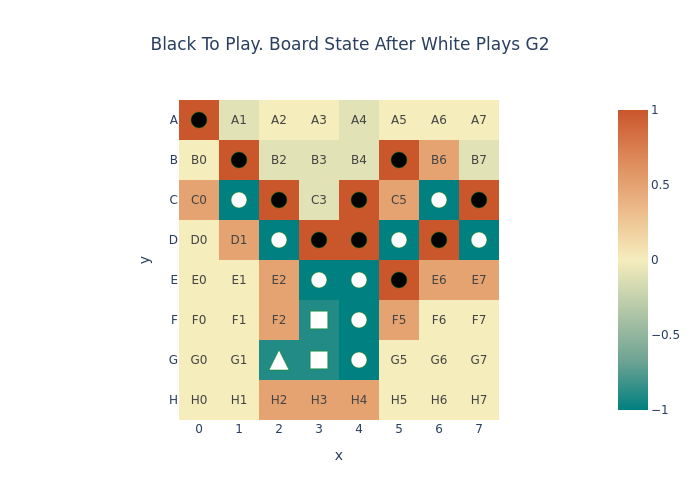 Black To Play. Board State After White Plays G2
A A1 A2 A3 A4 A5 A6 A7
B B0 B2 B3 B4 B6 B7
C C0 C3 C5
D D0 D1
E E0 E1 E2 E6 E7
F F0 F1 F2 F5 F6 F7
G G0 G1 G5 G6 G7
H H0 H1 H2 H3 H4 H5 H6 H7
0 1 2 3 4 5 6 7
x
y
1
0.5
0
−0.5
−1